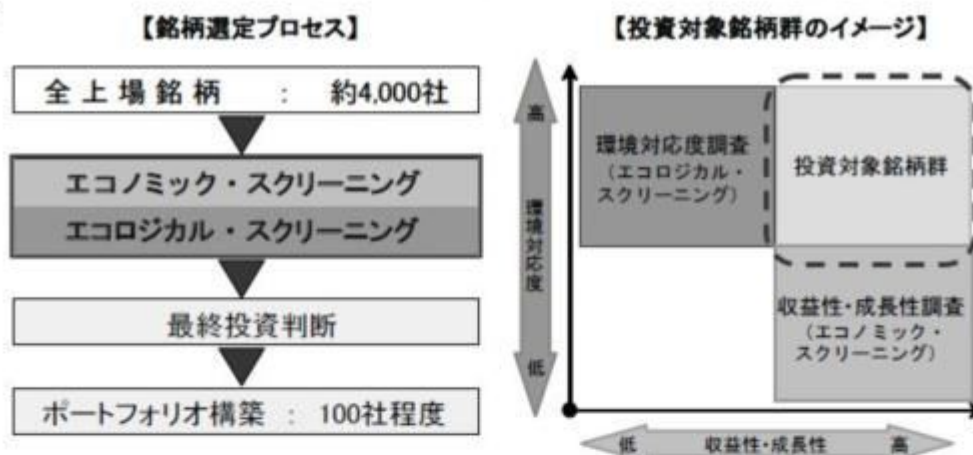 【銘柄選定プロセス】
全上場銘柄 : 約4,000社
エコノミック・スクリーニング
エコロジカル・スクリーニング
最終投資判断
ポートフォリオ構築 : 100社程度
【投資対象銘柄群のイメージ】
高
環境対応度
低
環境対応度調査
(エコロジカル・
スクリーニング)
投資対象銘柄群
収益性・成長性調査
(エコノミック・
スクリーニング)
低 収益性・成長性 高